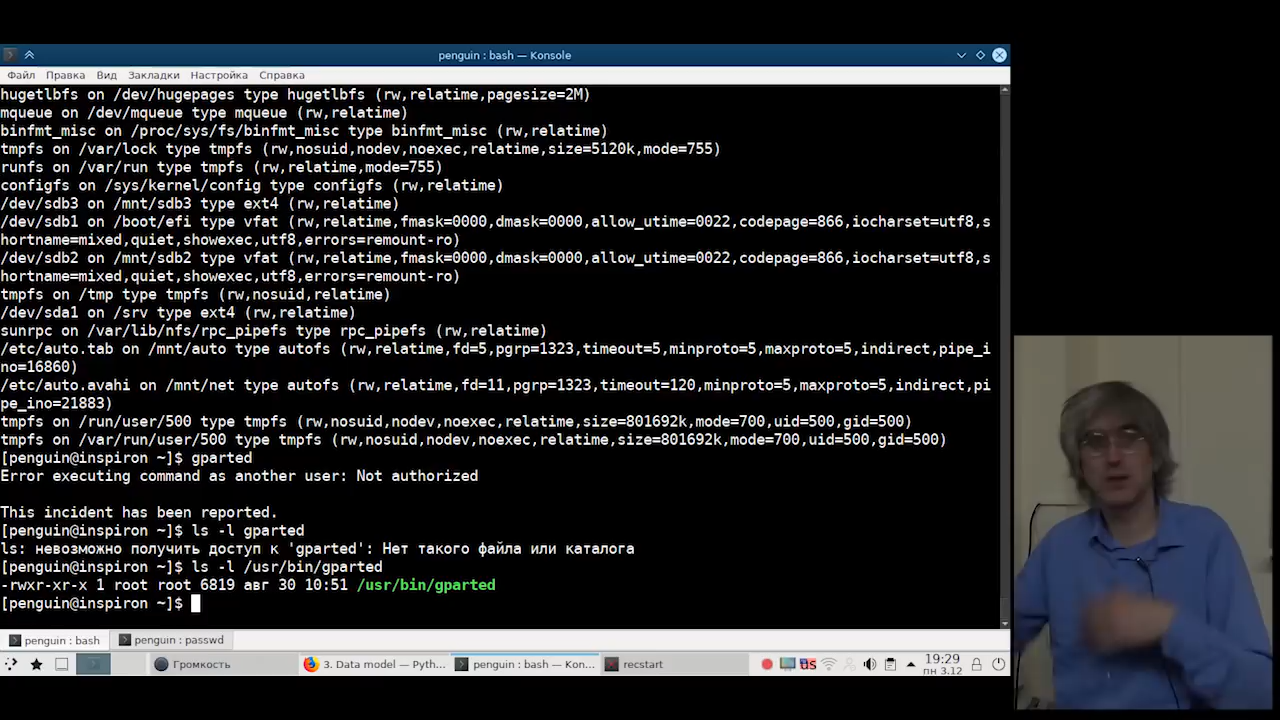 penguin : bash — Konsole
Файл Правка Вид Закладки Настройка Справка
hugetlbfs on /dev/hugepages type hugetlbfs (rw,relatime,pagesize=2M)
mqueue on /dev/mqueue type mqueue (rw,relatime)
binfmt_misc on /proc/sys/fs/binfmt_misc type binfmt_misc (rw,relatime)
tmpfs on /var/lock type tmpfs (rw,nosuid,nodev,noexec,relatime,size=5120k,mode=755)
runfs on /var/run type tmpfs (rw,relatime,mode=755)
configfs on /sys/kernel/config type configfs (rw,relatime)
/dev/sdb3 on /mnt/sdb3 type ext4 (rw,relatime)
/dev/sdb1 on /boot/efi type vfat (rw,relatime,fmask=0000,dmask=0000,allow_utime=0022,codepage=866,iocharset=utf8,s
hortname=mixed,quiet,showexec,utf8,errors=remount-ro)
/dev/sdb2 on /mnt/sdb2 type vfat (rw,relatime,fmask=0000,dmask=0000,allow_utime=0022,codepage=866,iocharset=utf8,s
hortname=mixed,quiet,showexec,utf8,errors=remount-ro)
tmpfs on /tmp type tmpfs (rw,nosuid,relatime)
/dev/sda1 on /srv type ext4 (rw,relatime)
sunrpc on /var/lib/nfs/rpc_pipefs type rpc_pipefs (rw,relatime)
/etc/auto.tab on /mnt/auto type autofs (rw,relatime,fd=5,pgrp=1323,timeout=5,minproto=5,maxproto=5,indirect,pipe_i
no=16860)
/etc/auto.avahi on /mnt/net type autofs (rw,relatime,fd=11,pgrp=1323,timeout=120,minproto=5,maxproto=5,indirect,pi
pe_ino=21883)
tmpfs on /run/user/500 type tmpfs (rw,nosuid,nodev,noexec,relatime,size=801692k,mode=700,uid=500,gid=500)
tmpfs on /var/run/user/500 type tmpfs (rw,nosuid,nodev,noexec,relatime,size=801692k,mode=700,uid=500,gid=500)
[penguin@inspiron ~]$ gparted
Error executing command as another user: Not authorized
This incident has been reported.
[penguin@inspiron ~]$ ls -l gparted
ls: невозможно получить доступ к 'gparted': Нет такого файла или каталога
[penguin@inspiron ~]$ ls -l /usr/bin/gparted
-rwxr-xr-x 1 root root 6819 авг 30 10:51 /usr/bin/gparted
[penguin@inspiron ~]$
penguin : bash penguin : passwd
Громкость 3. Data model — Pyth... penguin : bash — Kon... recstart US 19:29
пн 3.12